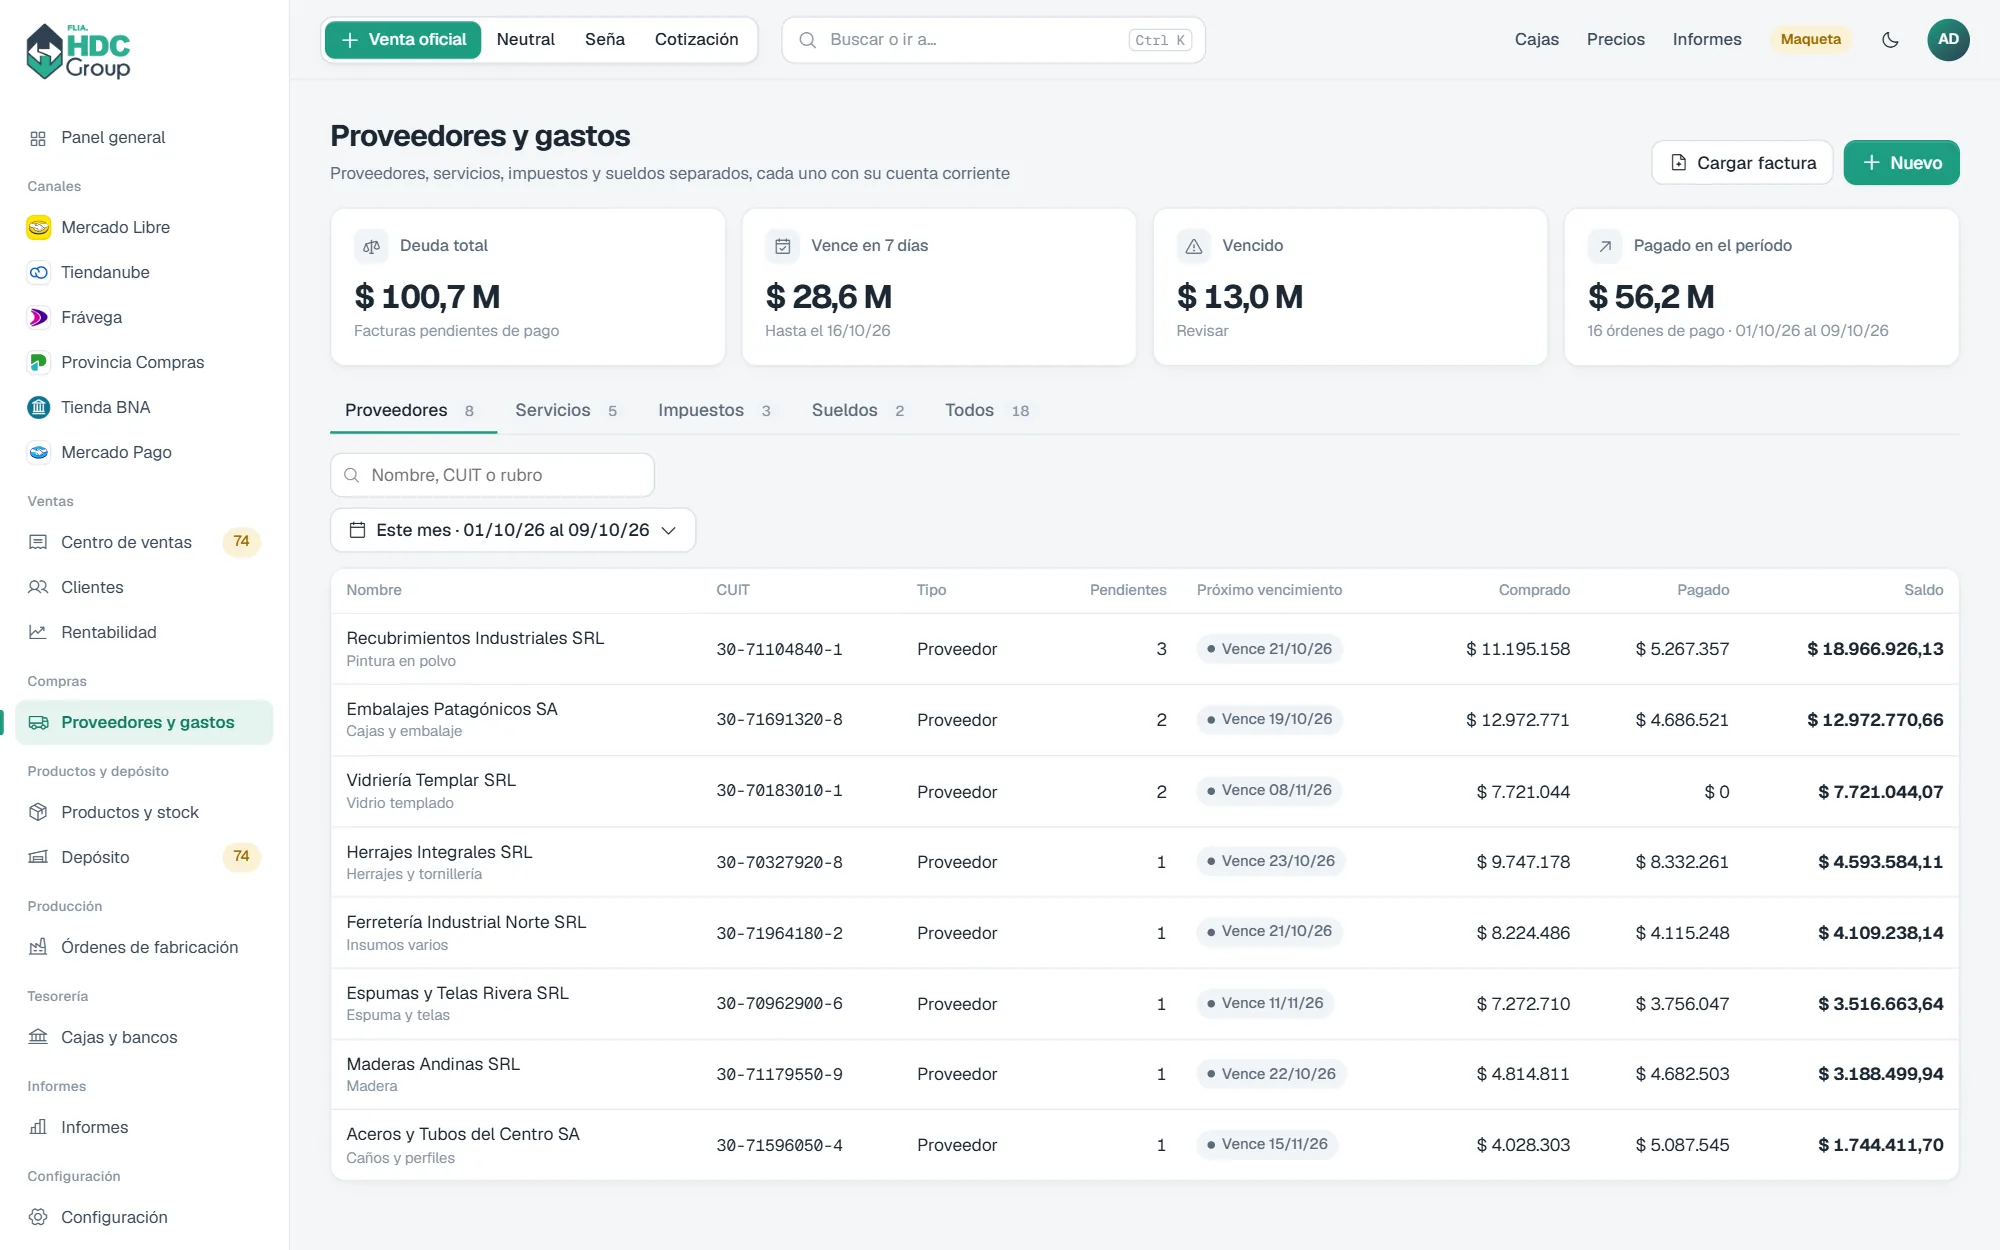 FLIA.
HDC
Group
Venta oficial
Neutral
Seña
Cotización
Buscar o ir a...
Ctrl K
Cajas
Precios
Informes
Maqueta
AD
Panel general
Canales
Mercado Libre
Tiendanube
Frávega
Provincia Compras
Tienda BNA
Mercado Pago
Ventas
Centro de ventas 74
Clientes
Rentabilidad
Compras
Proveedores y gastos
Productos y depósito
Productos y stock
Depósito 74
Producción
Órdenes de fabricación
Tesorería
Cajas y bancos
Informes
Informes
Configuración
Configuración
Proveedores y gastos
Proveedores, servicios, impuestos y sueldos separados, cada uno con su cuenta corriente
Cargar factura
Nuevo
Deuda total
$ 100,7 M
Facturas pendientes de pago
Vence en 7 días
$ 28,6 M
Hasta el 16/10/26
Vencido
$ 13,0 M
Revisar
Pagado en el período
$ 56,2 M
16 órdenes de pago · 01/10/26 al 09/10/26
Proveedores 8
Servicios 5
Impuestos 3
Sueldos 2
Todos 18
Nombre, CUIT o rubro
Este mes · 01/10/26 al 09/10/26
Nombre CUIT Tipo Pendientes Próximo vencimiento Comprado Pagado Saldo
Recubrimientos Industriales SRL 30-71104840-1 Proveedor 3 Vence 21/10/26 $ 11.195.158 $ 5.267.357 $ 18.966.926,13
Pintura en polvo
Embalajes Patagónicos SA 30-71691320-8 Proveedor 2 Vence 19/10/26 $ 12.972.771 $ 4.686.521 $ 12.972.770,66
Cajas y embalaje
Vidriería Templar SRL 30-70183010-1 Proveedor 2 Vence 08/11/26 $ 7.721.044 $ 0 $ 7.721.044,07
Vidrio templado
Herrajes Integrales SRL 30-70327920-8 Proveedor 1 Vence 23/10/26 $ 9.747.178 $ 8.332.261 $ 4.593.584,11
Herrajes y tornillería
Ferretería Industrial Norte SRL 30-71964180-2 Proveedor 1 Vence 21/10/26 $ 8.224.486 $ 4.115.248 $ 4.109.238,14
Insumos varios
Espumas y Telas Rivera SRL 30-70962900-6 Proveedor 1 Vence 11/11/26 $ 7.272.710 $ 3.756.047 $ 3.516.663,64
Espuma y telas
Maderas Andinas SRL 30-71179550-9 Proveedor 1 Vence 22/10/26 $ 4.814.811 $ 4.682.503 $ 3.188.499,94
Madera
Aceros y Tubos del Centro SA 30-71596050-4 Proveedor 1 Vence 15/11/26 $ 4.028.303 $ 5.087.545 $ 1.744.411,70
Caños y perfiles